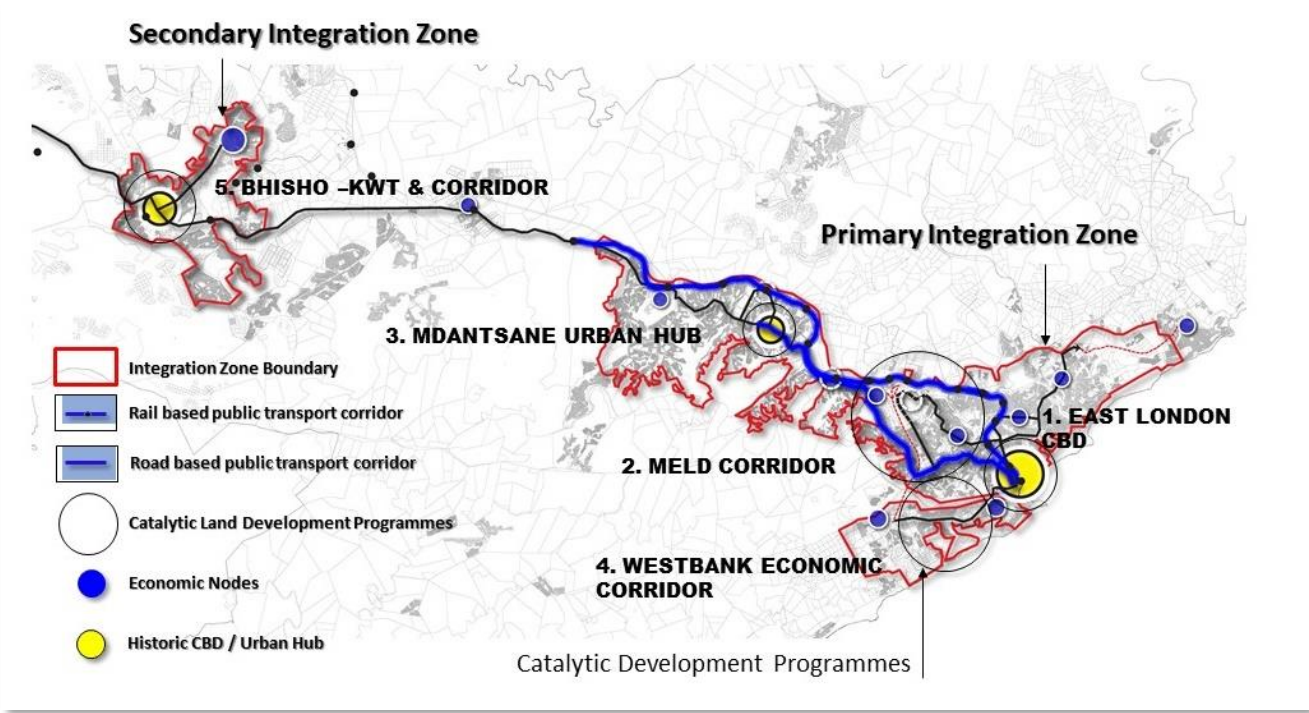 Secondary Integration Zone
5. BHISHO –KWT & CORRIDOR
Primary Integration Zone
3. MDANTSANE URBAN HUB
Integration Zone Boundary
Rail based public transport corridor
1. EAST LONDON
CBD
Road based public transport corridor
2. MELD CORRIDOR
Catalytic Land Development Programmes
4. WESTBANK ECONOMIC
CORRIDOR
Economic Nodes
Historic CBD / Urban Hub
Catalytic Development Programmes